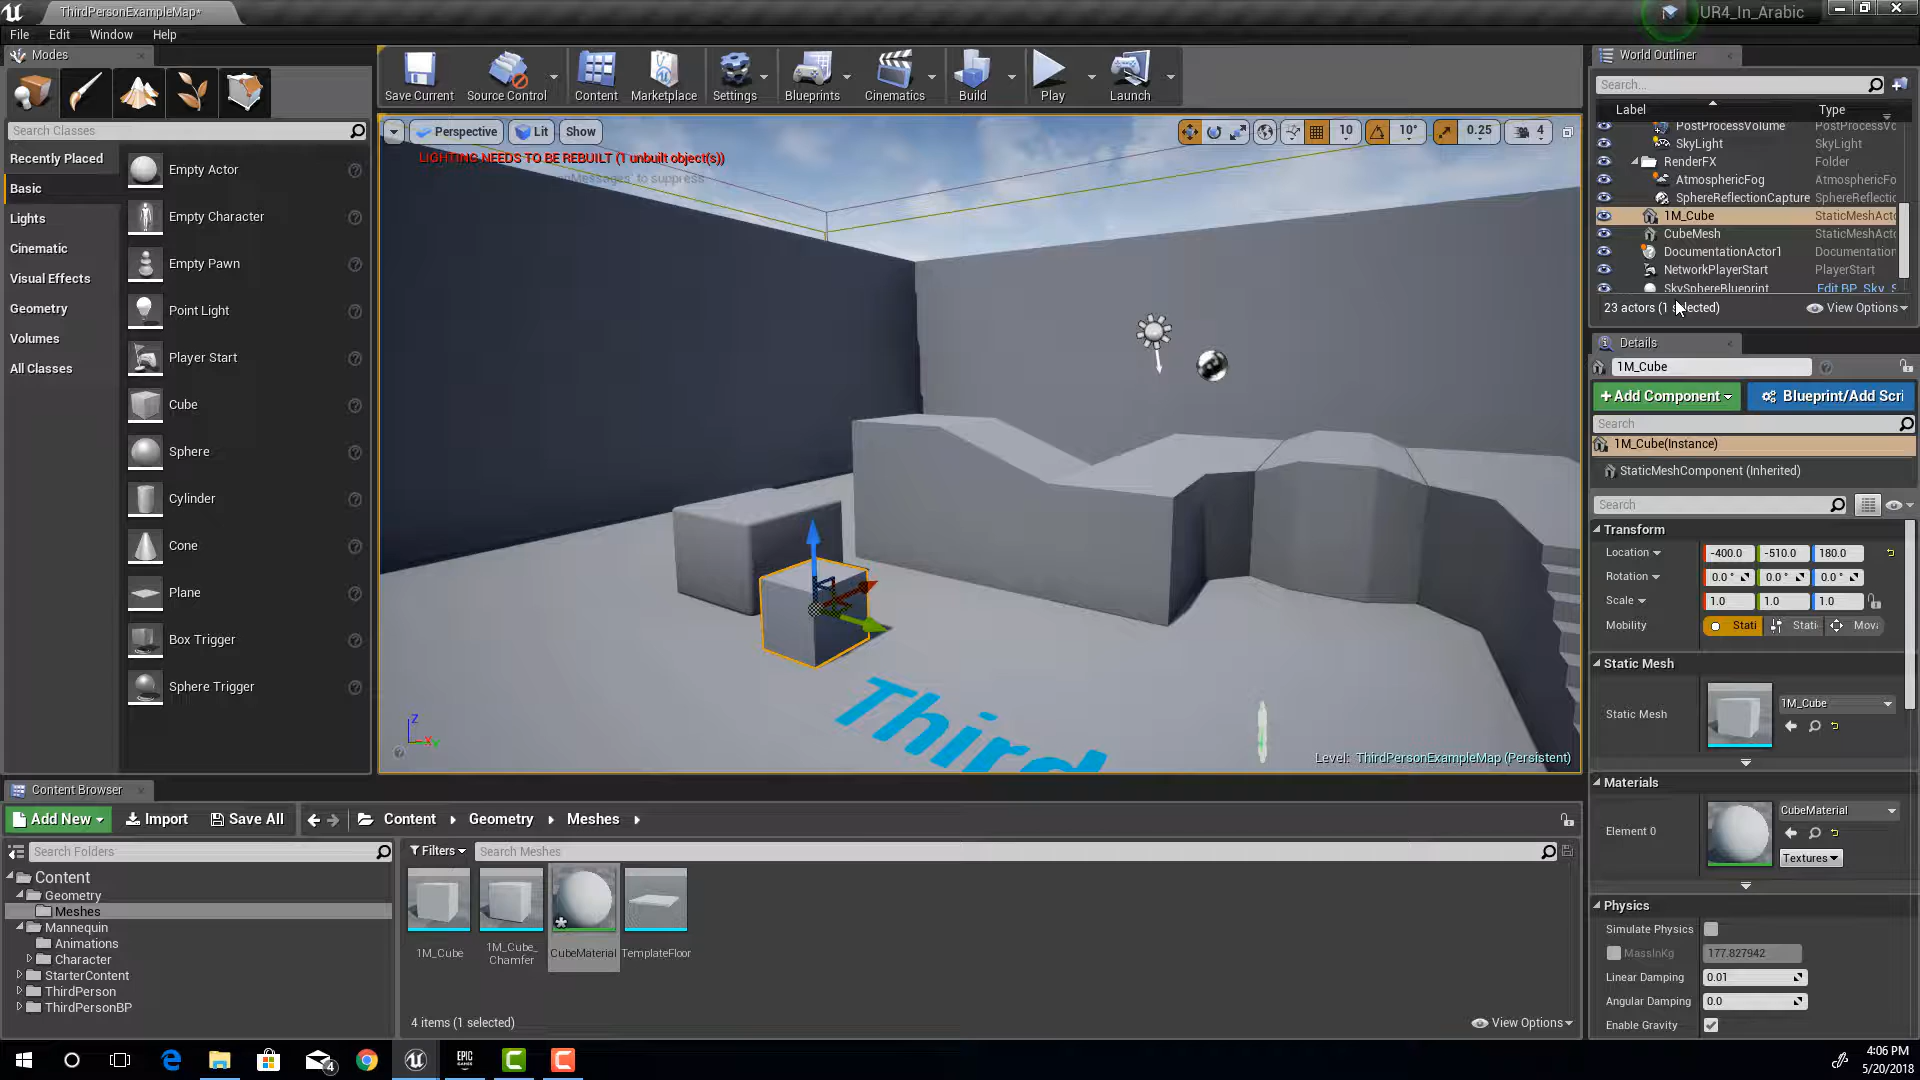 ThirdPersonExampleMap*
UR4_In_Arabic
File Edit Window Help
Modes
Search Classes
Recently Placed
Basic
Lights
Cinematic
Visual Effects
Geometry
Volumes
All Classes
Empty Actor
Empty Character
Empty Pawn
Point Light
Player Start
Cube
Sphere
Cylinder
Cone
Plane
Box Trigger
Sphere Trigger
Save Current Source Control Content Marketplace Settings Blueprints Cinematics Build Play Launch
Perspective Lit Show 10 10° 0.25 4
LIGHTING NEEDS TO BE REBUILT (1 unbuilt object(s))
Messages' to suppress
Third
Z
X
Y
Level: ThirdPersonExampleMap (Persistent)
World Outliner
Search...
Label Type
PostProcessVolume PostProcessVo
SkyLight SkyLight
RenderFX Folder
AtmosphericFog AtmosphericFo
SphereReflectionCapture SphereReflectic
1M_Cube StaticMeshActo
CubeMesh StaticMeshActo
DocumentationActor1 Documentation
NetworkPlayerStart PlayerStart
SkySphereBlueprint Edit BP_Sky_S
23 actors (1 selected) View Options
Details
1M_Cube
+Add Component Blueprint/Add Scri
Search
1M_Cube(Instance)
StaticMeshComponent (Inherited)
Search
Transform
Location -400.0 -510.0 180.0
Rotation 0.0 ° 0.0 ° 0.0 °
Scale 1.0 1.0 1.0
Mobility Stati Stati Mova
Static Mesh
Static Mesh 1M_Cube
Materials
Element 0 CubeMaterial
Textures
Physics
Simulate Physics
MassInKg 177.827942
Linear Damping 0.01
Angular Damping 0.0
Enable Gravity
Content Browser
Add New Import Save All Content Geometry Meshes
Search Folders
Filters Search Meshes
Content
Geometry
Meshes
Mannequin
Animations
Character
StarterContent
ThirdPerson
ThirdPersonBP
1M_Cube
1M_Cube_
Chamfer
CubeMaterial
TemplateFloor
4 items (1 selected) View Options
4
EPIC
GAMES
4:06 PM
5/20/2018